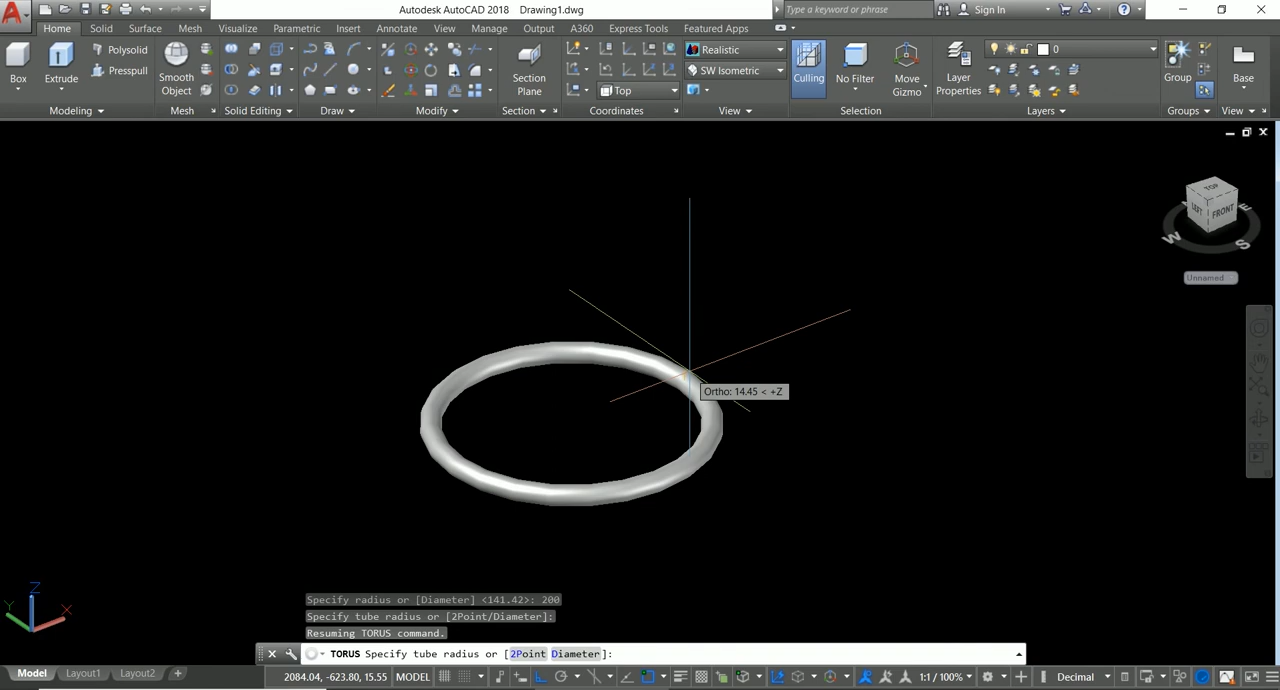 Autodesk AutoCAD 2018 Drawing1.dwg
Type a keyword or phrase
Sign In
Home Solid Surface Mesh Visualize Parametric Insert Annotate View Manage Output A360 Express Tools Featured Apps
Box
Extrude
Polysolid
Presspull
Smooth
Object
Section
Plane
Top
Realistic
SW Isometric
Culling
No Filter
Move
Gizmo
Layer
Properties
0
Group
Base
Modeling
Mesh
Solid Editing
Draw
Modify
Section
Coordinates
View
Selection
Layers
Groups
View
TOP
LEFT
FRONT
W
S
E
Unnamed
Ortho: 14.45 < +Z
Z
Y
X
Specify radius or [Diameter] <141.42>: 200
Specify tube radius or [2Point/Diameter]:
Resuming TORUS command.
TORUS Specify tube radius or [2Point Diameter]:
Model Layout1 Layout2 +
2084.04, -623.80, 15.55 MODEL
1:1 / 100%
Decimal